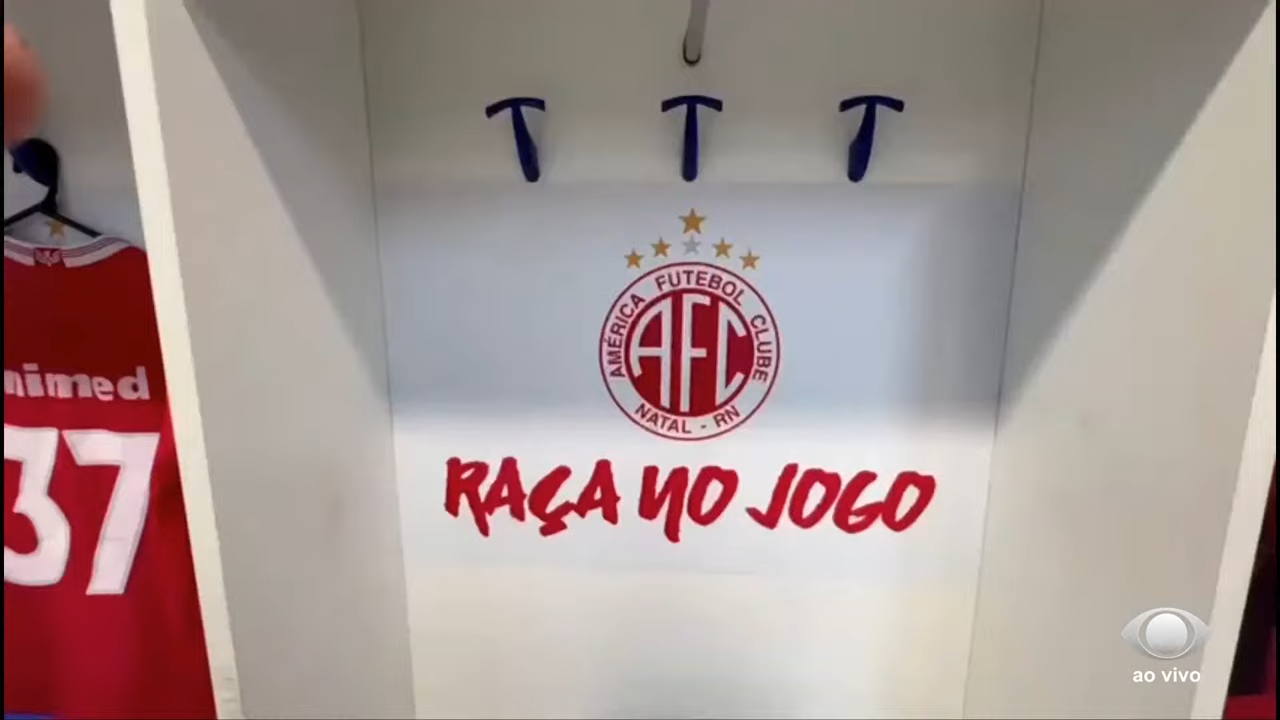 AMÉRICA FUTEBOL CLUBE
AFC
NATAL - RN
RAÇA NO JOGO
nimed
37
ao vivo